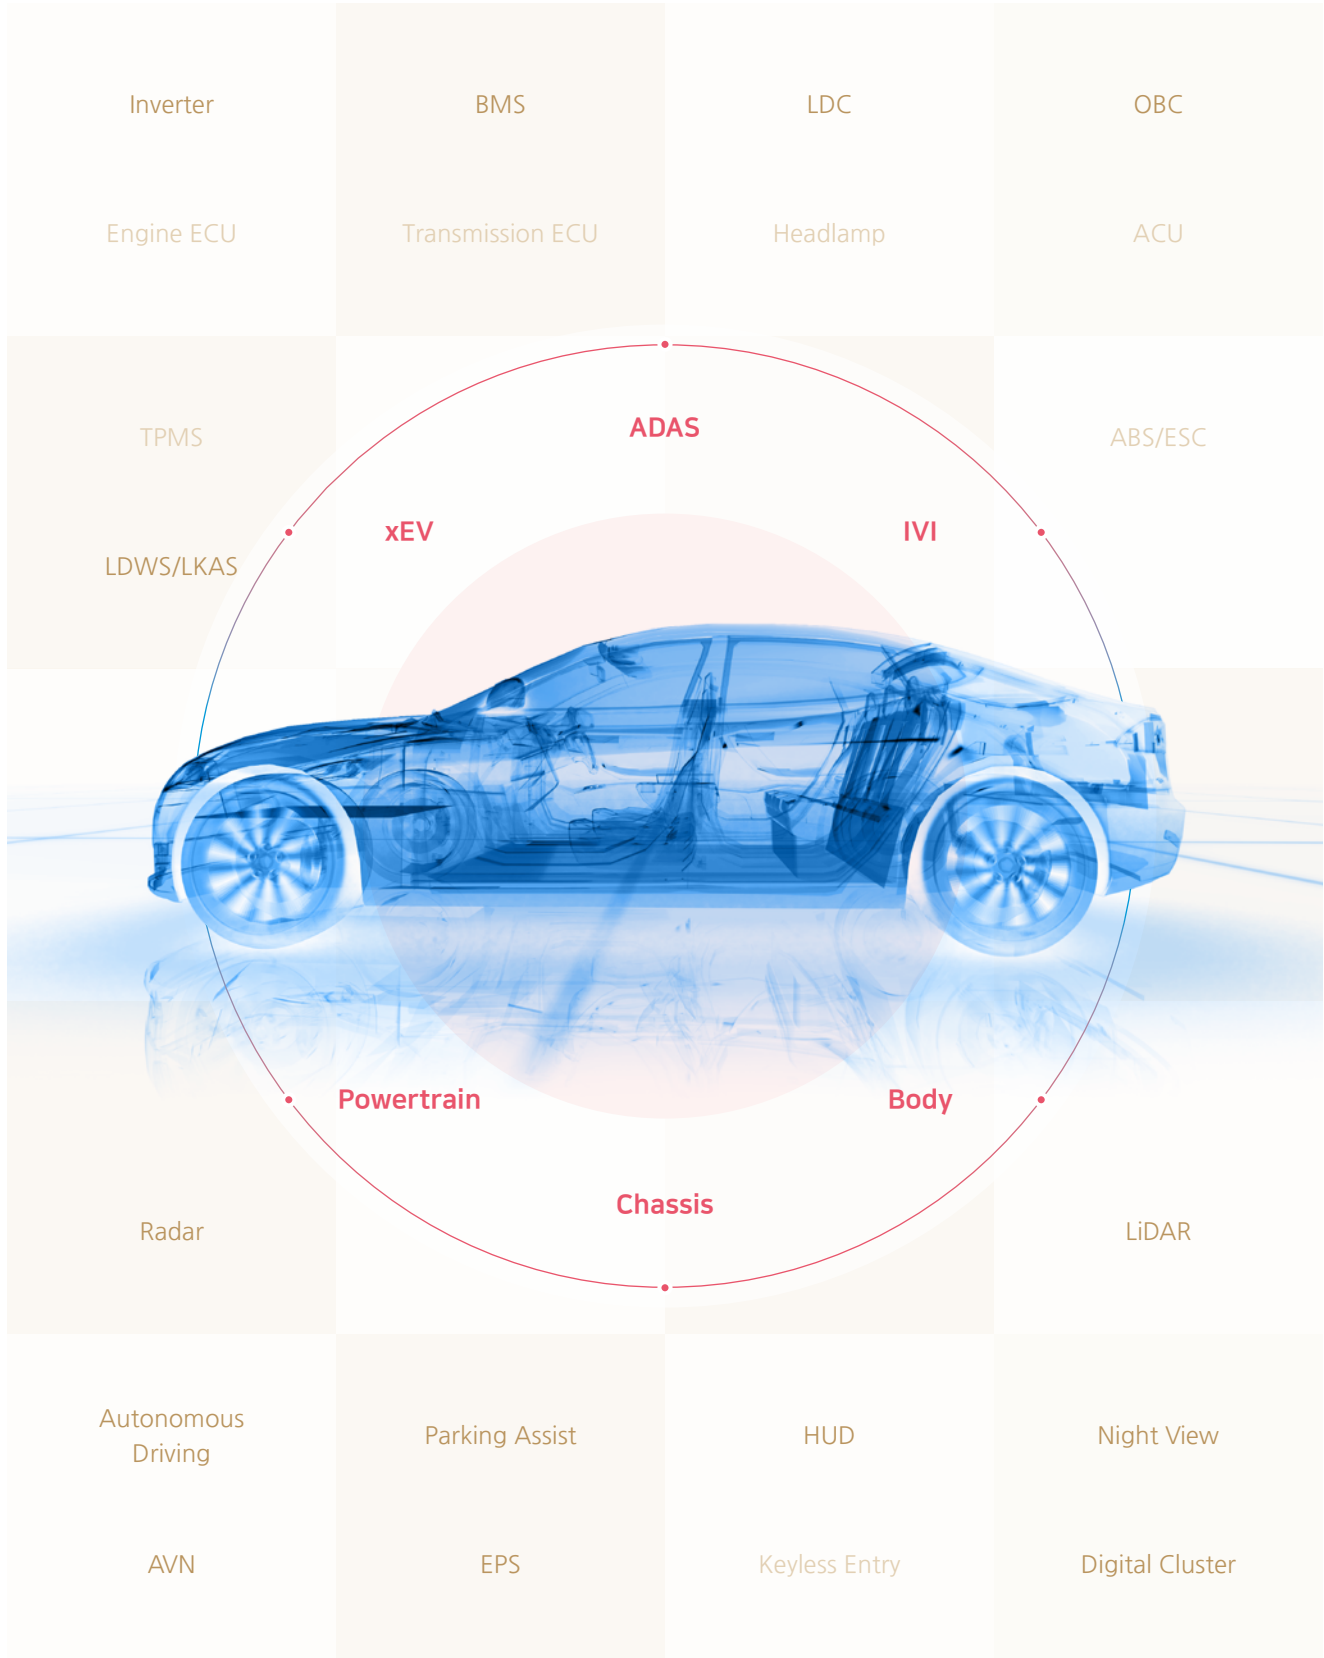 Inverter
BMS
LDC
OBC
Engine ECU
Transmission ECU
Headlamp
ACU
TPMS
ADAS
ABS/ESC
xEV
IVI
LDWS/LKAS
Powertrain
Body
Chassis
Radar
LiDAR
Autonomous
Driving
Parking Assist
HUD
Night View
AVN
EPS
Keyless Entry
Digital Cluster